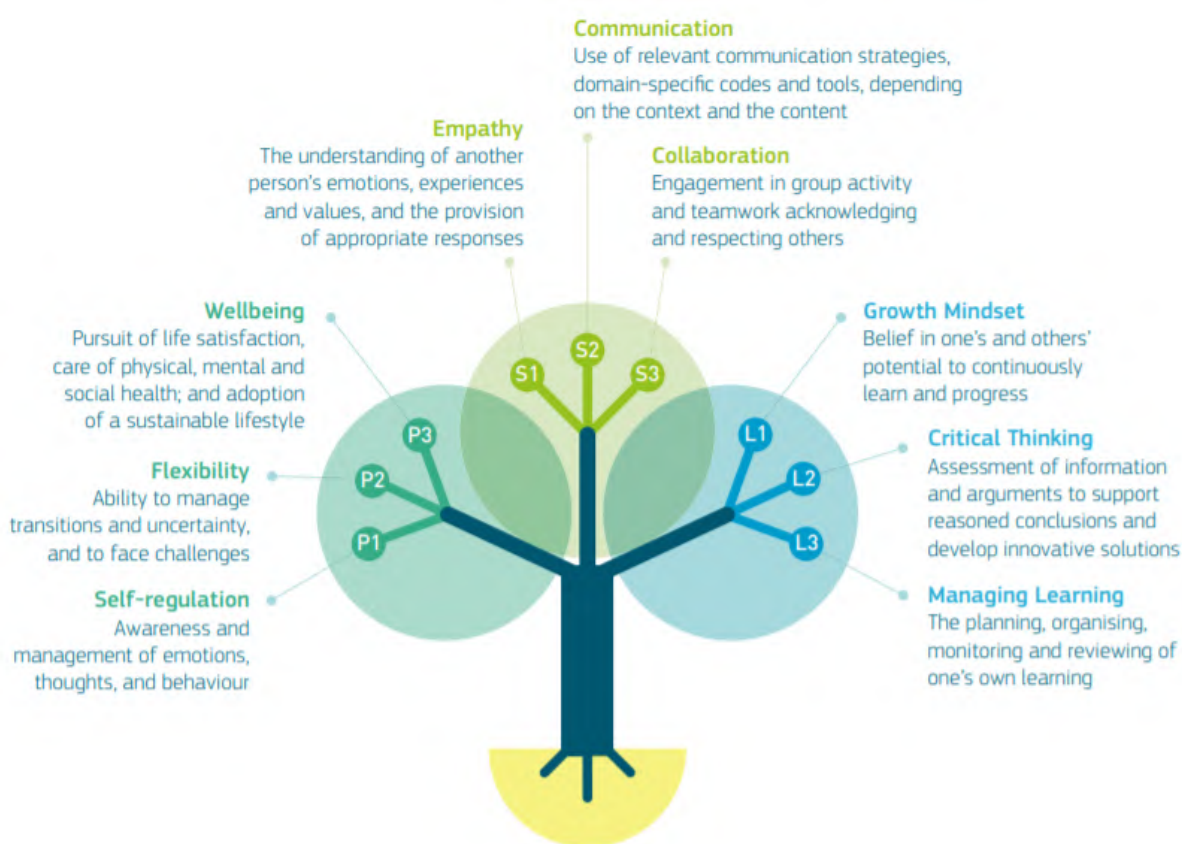 Communication
Use of relevant communication strategies,
domain-specific codes and tools, depending
on the context and the content
Empathy
The understanding of another
person's emotions, experiences
and values, and the provision
of appropriate responses
Collaboration
Engagement in group activity
and teamwork acknowledging
and respecting others
Wellbeing
Pursuit of life satisfaction,
care of physical, mental and
social health; and adoption
of a sustainable lifestyle
Flexibility
Ability to manage
transitions and uncertainty,
and to face challenges
Self-regulation
Awareness and
management of emotions,
thoughts, and behaviour
S1
S2
S3
P3
P2
P1
L1
L2
L3
Growth Mindset
Belief in one's and others'
potential to continuously
learn and progress
Critical Thinking
Assessment of information
and arguments to support
reasoned conclusions and
develop innovative solutions
Managing Learning
The planning, organising,
monitoring and reviewing of
one's own learning